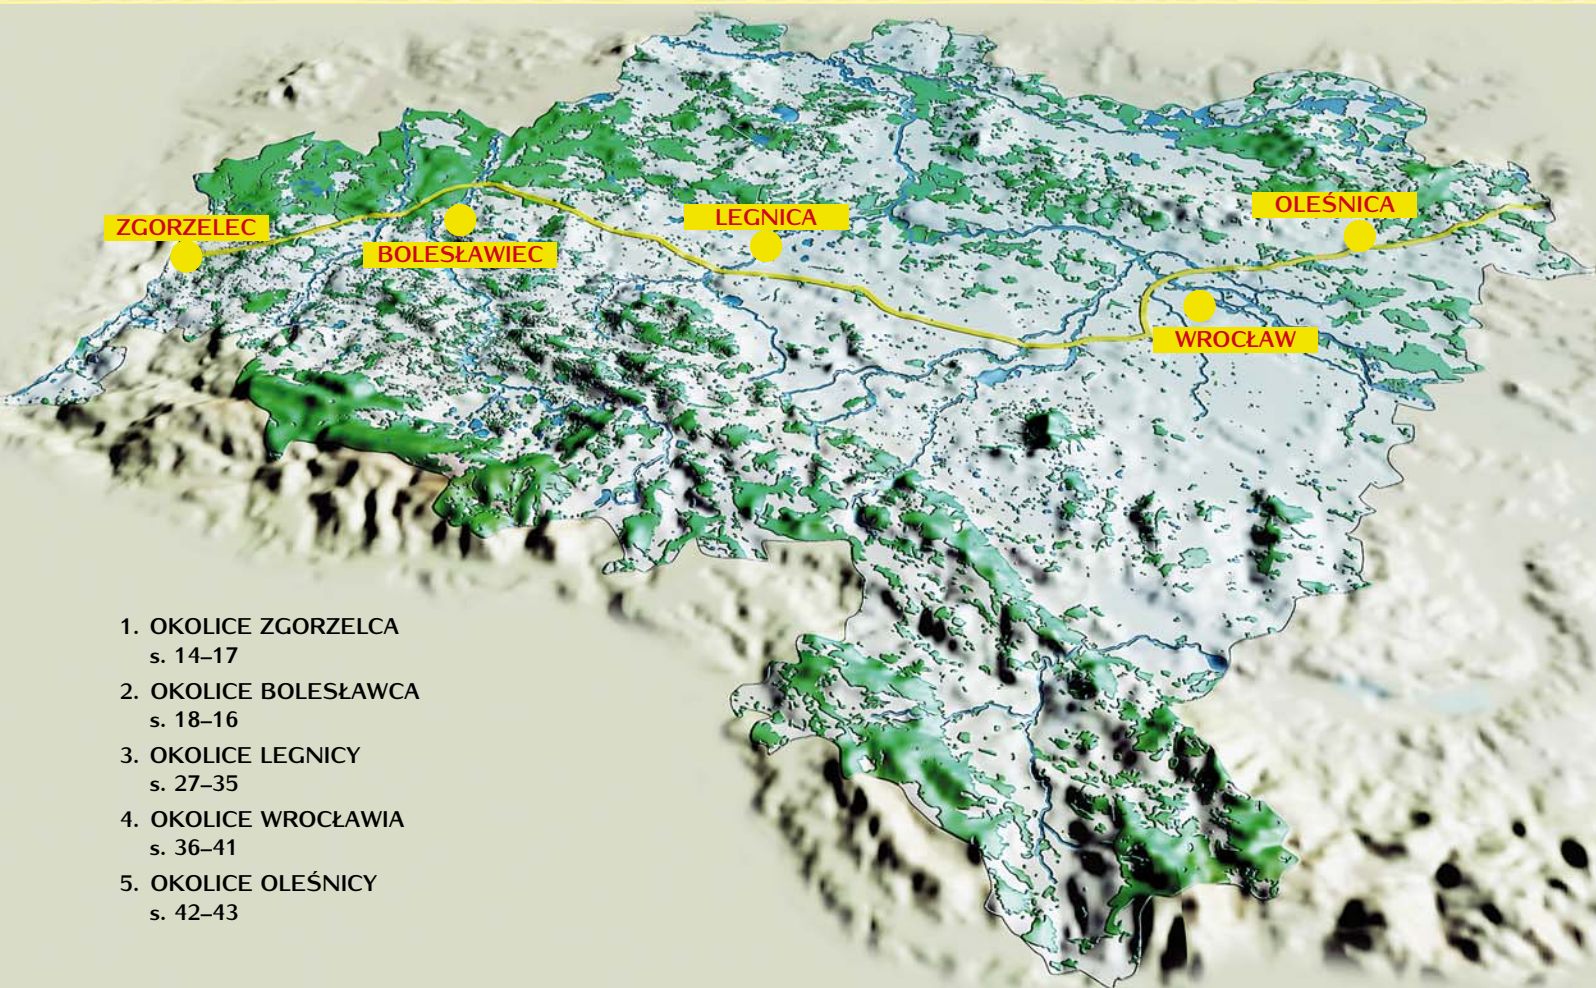 ZGORZELEC
BOLESŁAWIEC
LEGNICA
OLEŚNICA
WROCŁAW
1. OKOLICE ZGORZELCA
s. 14–17
2. OKOLICE BOLESŁAWCA
s. 18–16
3. OKOLICE LEGNICY
s. 27–35
4. OKOLICE WROCŁAWIA
s. 36–41
5. OKOLICE OLEŚNICY
s. 42–43